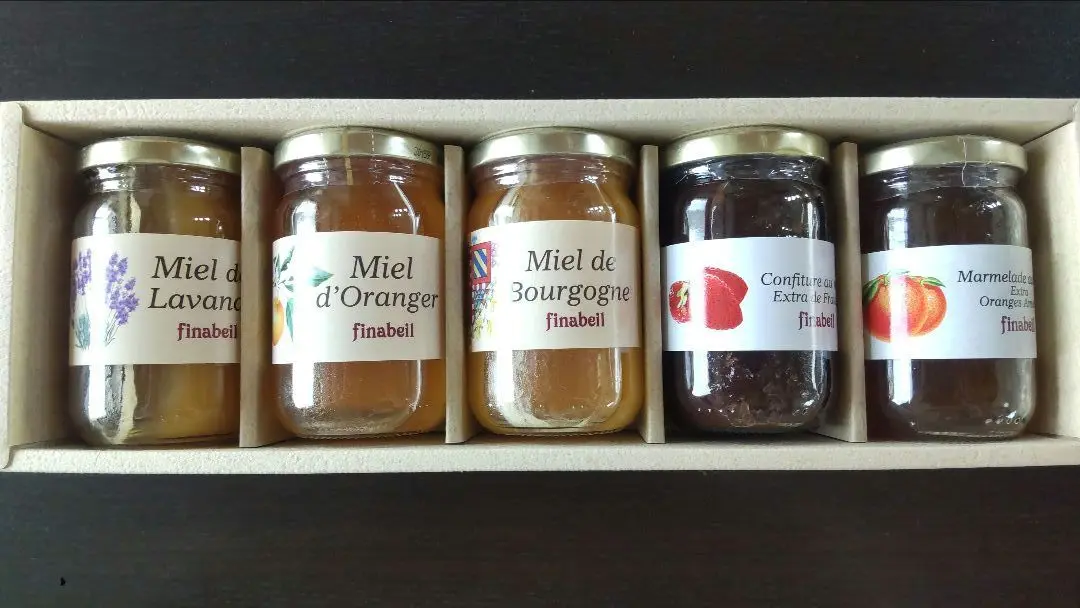 Miel de
Lavand
finabeil
Miel
d'Oranger
finabeil
Miel de
Bourgogne
finabeil
Confiture au
Extra de Fra
finabeil
Marmelade a
Extra
Oranges Am
finabeil